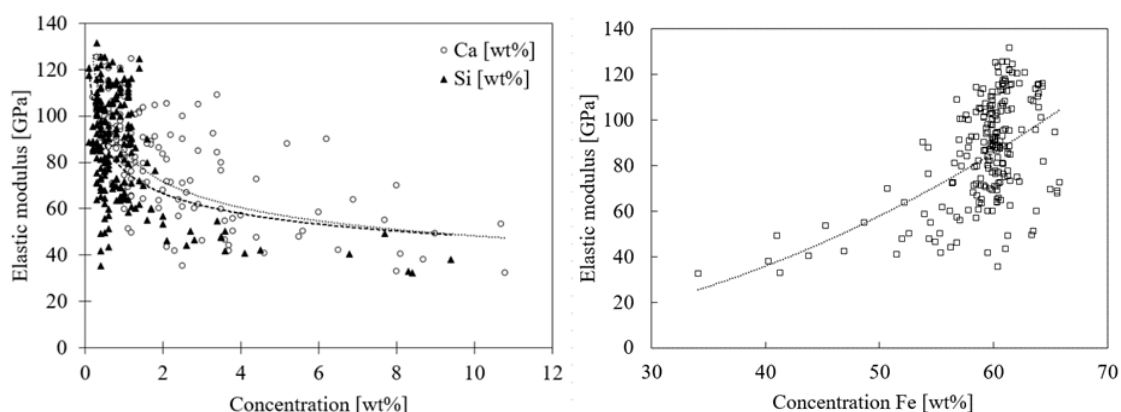 Elastic modulus [GPa]
140
120
100
80
60
40
20
0
0 2 4 6 8 10 12
Concentration [wt%]
Ca [wt%]
Si [wt%]
Elastic modulus [GPa]
140
120
100
80
60
40
20
0
30 40 50 60 70
Concentration Fe [wt%]